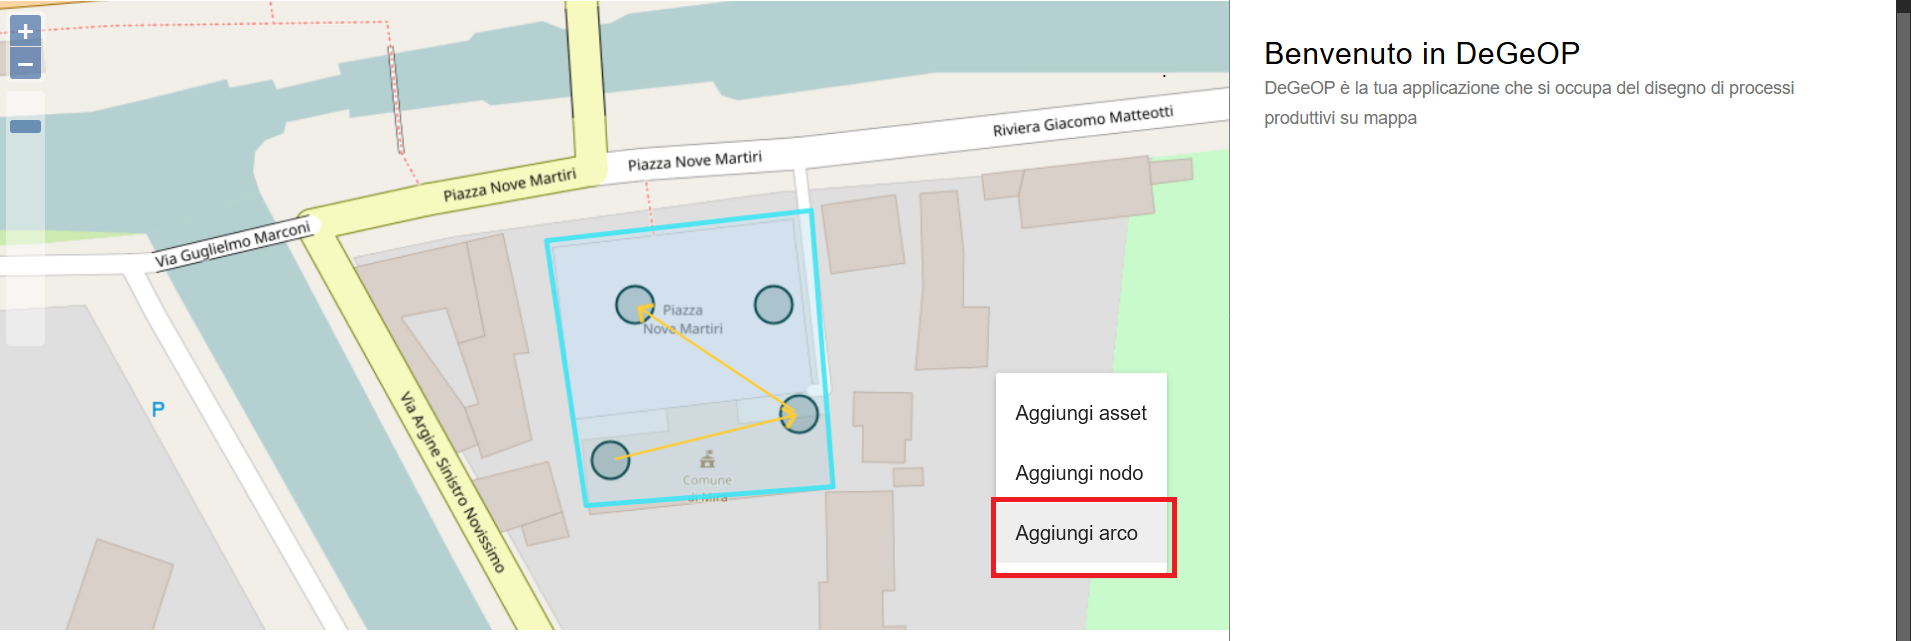 +
−
Benvenuto in DeGeOP
DeGeOP è la tua applicazione che si occupa del disegno di processi
produttivi su mappa
Riviera Giacomo Matteotti
Piazza Nove Martiri
Piazza Nove Martiri
Via Guglielmo Marconi
Piazza
Nove Martiri
P
Via Argine Sinistro Novissimo
Comune
di Mira
Aggiungi asset
Aggiungi nodo
Aggiungi arco